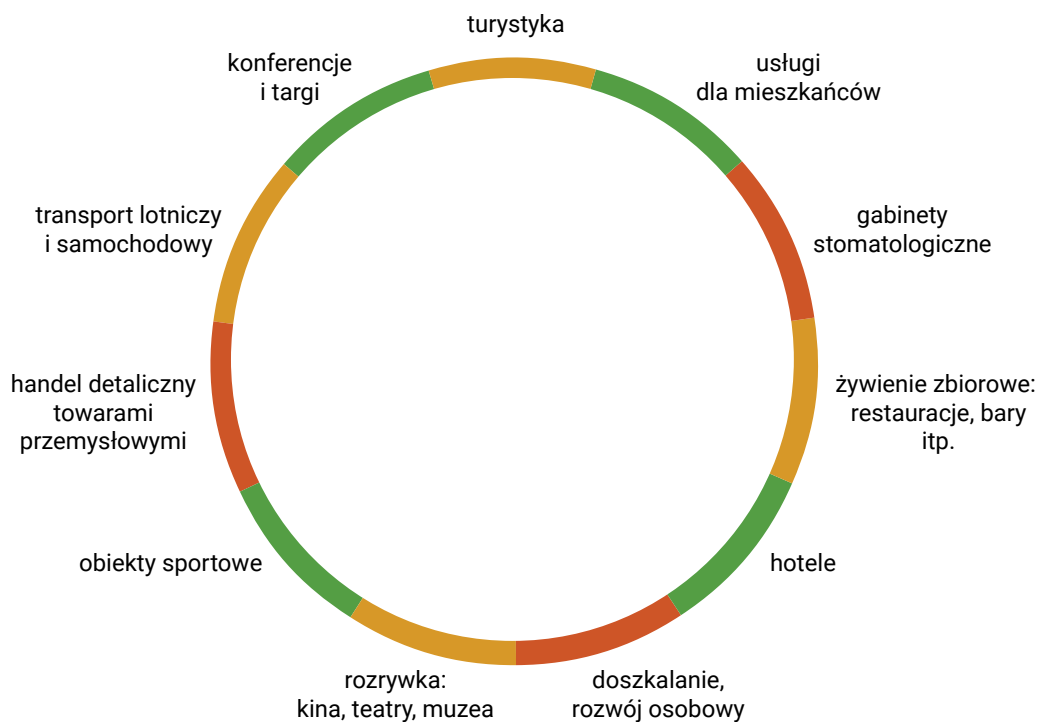 turystyka
usługi
dla mieszkańców
gabinety
stomatologiczne
żywienie zbiorowe:
restauracje, bary
itp.
hotele
doszkalanie,
rozwój osobowy
rozrywka:
kina, teatry, muzea
obiekty sportowe
handel detaliczny
towarami
przemysłowymi
transport lotniczy
i samochodowy
konferencje
i targi